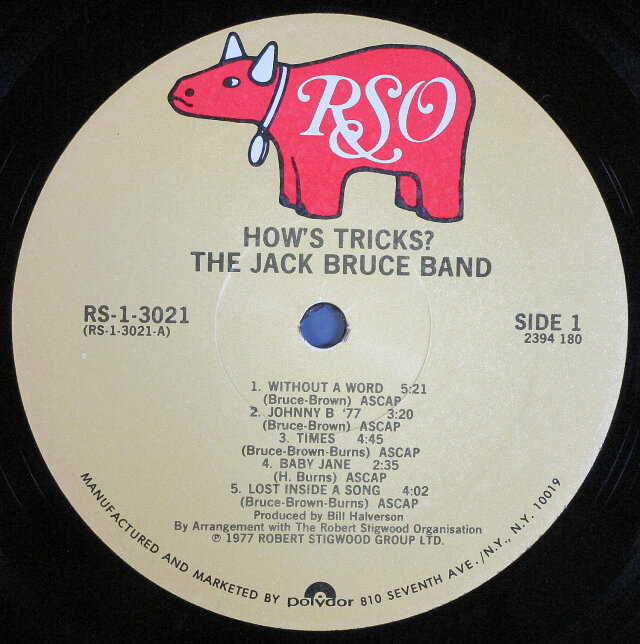 RSO
HOW'S TRICKS?
THE JACK BRUCE BAND
RS-1-3021
(RS-1-3021-A)
SIDE 1
2394 180
1. WITHOUT A WORD 5:21
(Bruce-Brown) ASCAP
2. JOHNNY B '77 3:20
(Bruce-Brown) ASCAP
3. TIMES 4:45
(Bruce-Brown-Burns) ASCAP
4. BABY JANE 2:35
(H. Burns) ASCAP
5. LOST INSIDE A SONG 4:02
(Bruce-Brown-Burns) ASCAP
Produced by Bill Halverson
By Arrangement with The Robert Stigwood Organisation
℗ 1977 ROBERT STIGWOOD GROUP LTD.
MANUFACTURED AND MARKETED BY polydor 810 SEVENTH AVE./N.Y., N.Y. 10019